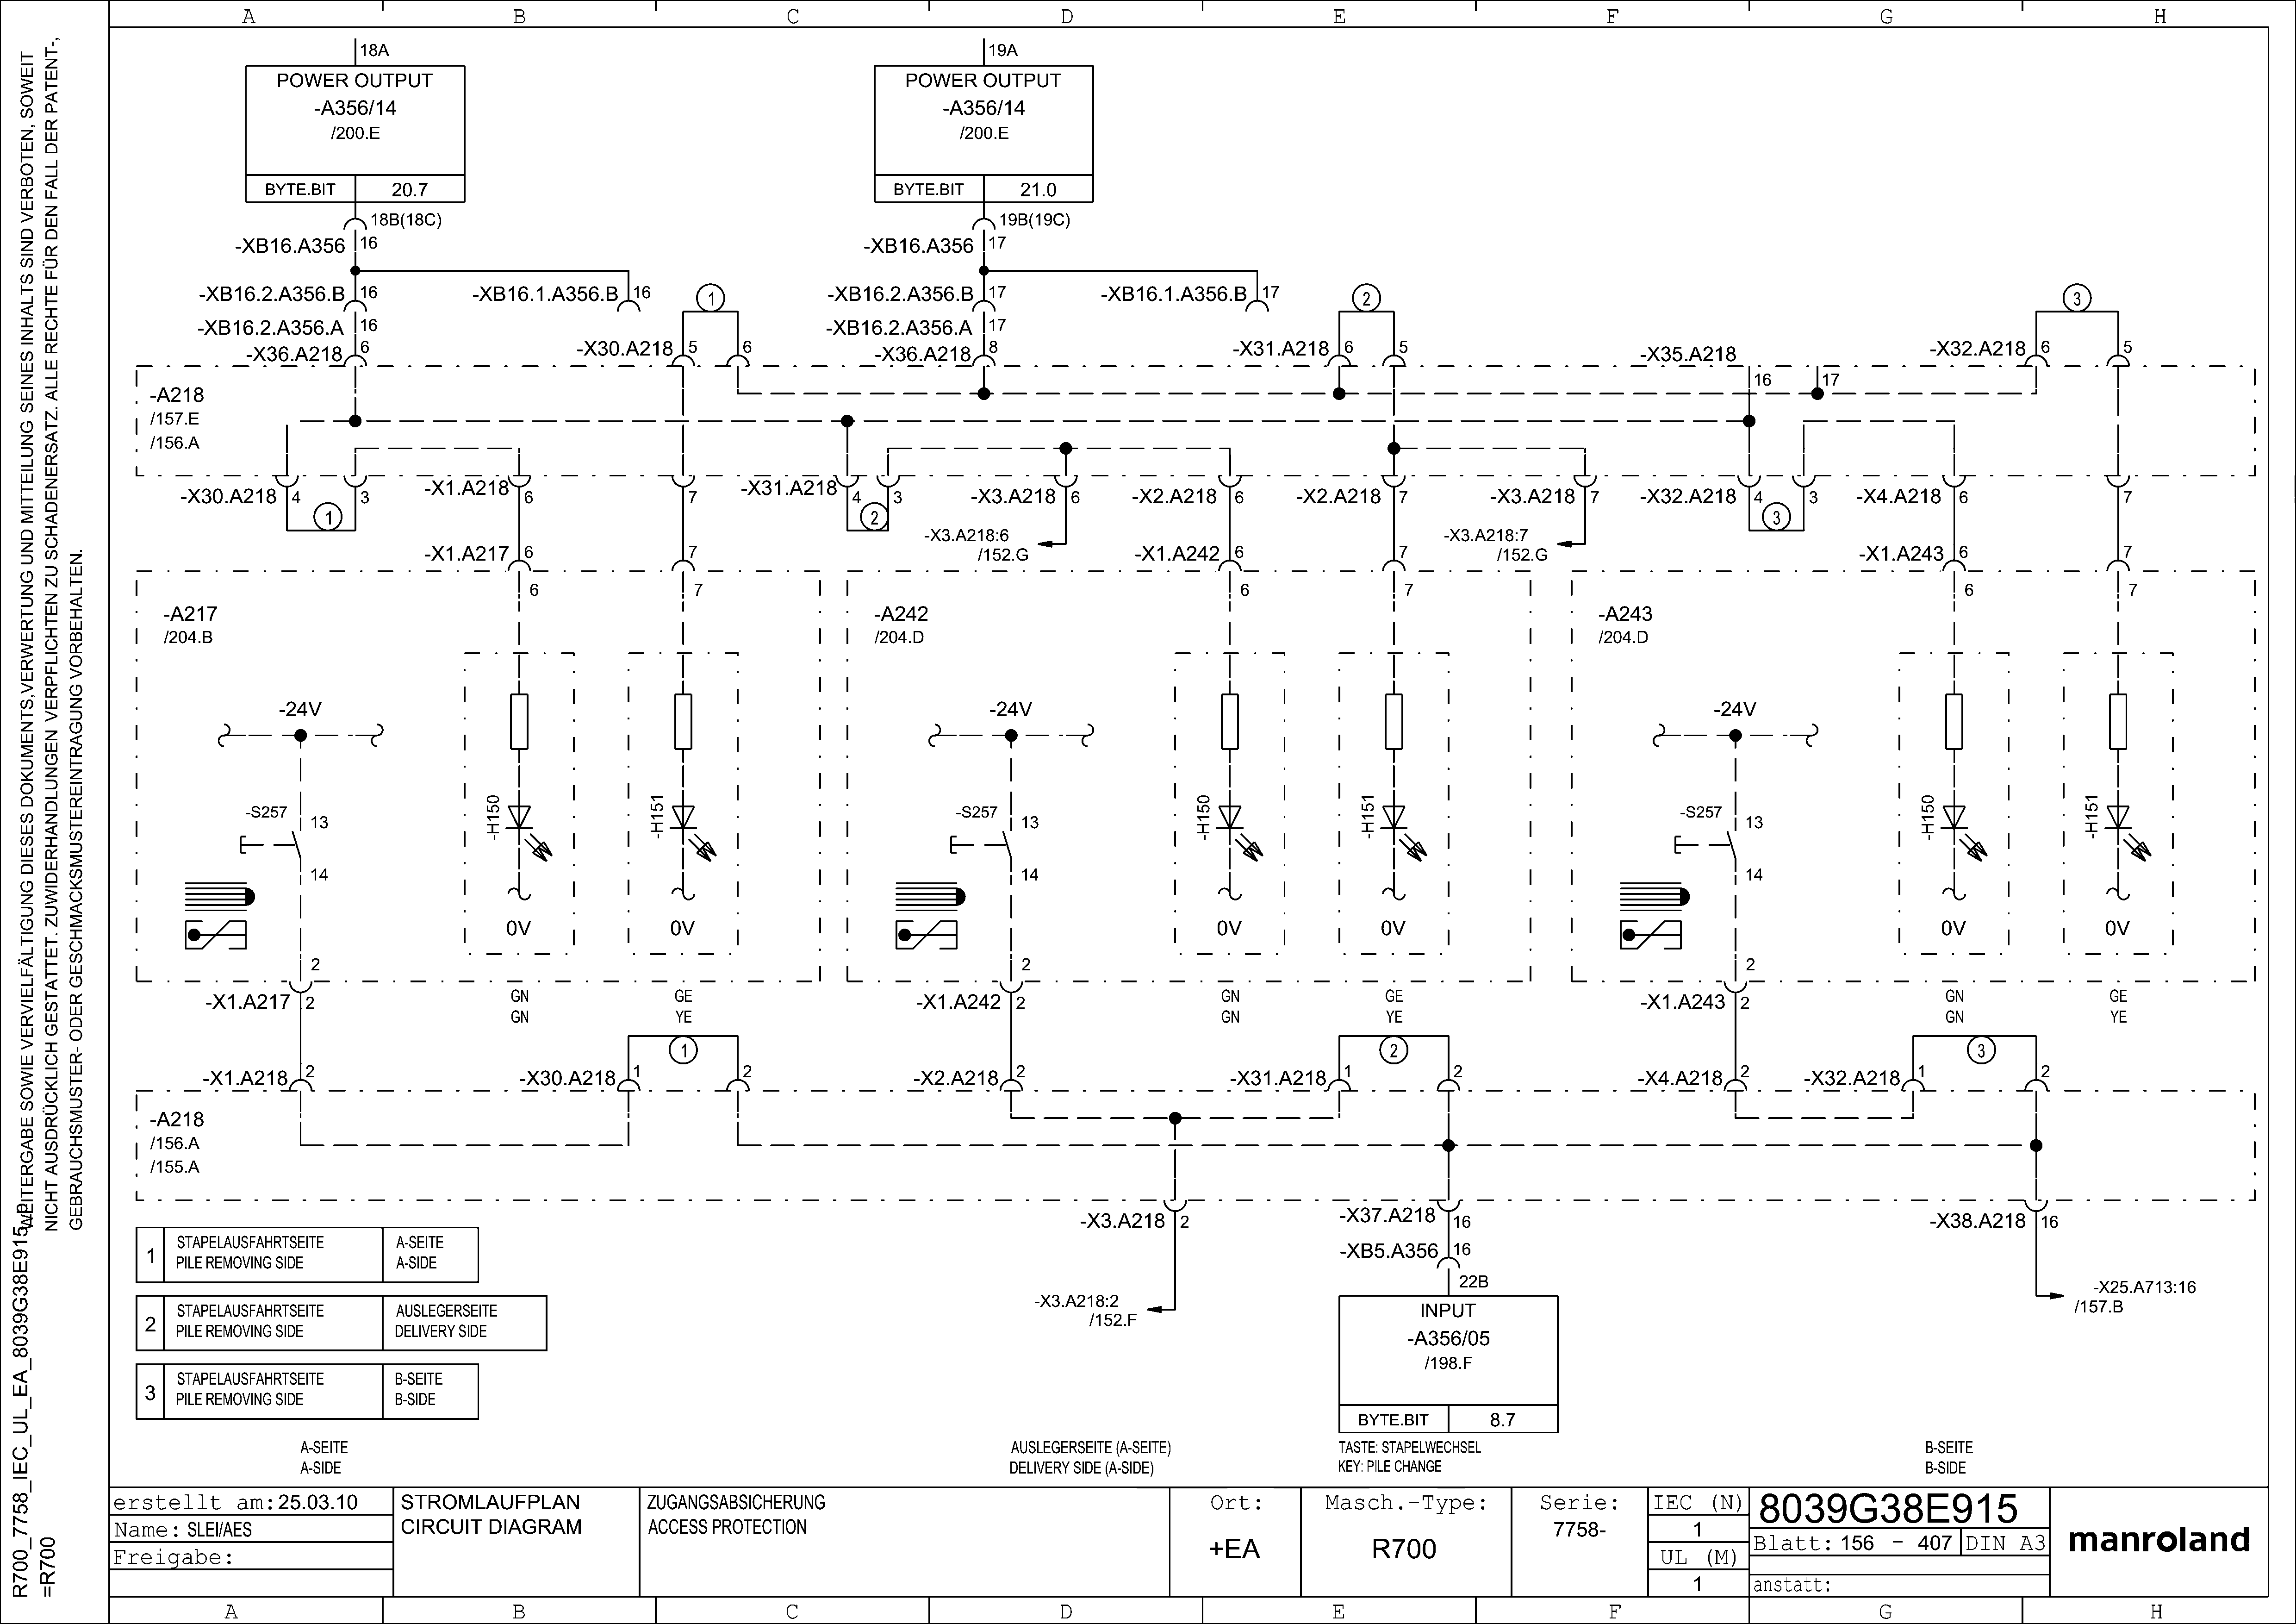 A B C D E F G H
18A
POWER OUTPUT
-A356/14
/200.E
BYTE.BIT 20.7
18B(18C)
-XB16.A356 16
-XB16.2.A356.B 16
-XB16.1.A356.B 16
-XB16.2.A356.A 16
-X36.A218 6
19A
POWER OUTPUT
-A356/14
/200.E
BYTE.BIT 21.0
19B(19C)
-XB16.A356 17
-XB16.2.A356.B 17
-XB16.1.A356.B 17
-XB16.2.A356.A 17
-X36.A218 8
1
-X30.A218 5 6
2
-X31.A218 6 5
-X35.A218 16 17
3
-X32.A218 6 5
-A218
/157.E
/156.A
-X30.A218 4 3
1
-X1.A218 6 7
-X31.A218 4 3
2
-X3.A218 6
-X2.A218 6
-X2.A218 7
-X3.A218 7
-X32.A218 4 3
3
-X4.A218 6 7
-X3.A218:6
/152.G
-X3.A218:7
/152.G
-X1.A217 6 7
-X1.A242 6 7
-X1.A243 6 7
6 7 6 7 6 7
-A217
/204.B
-24V
-S257
13
14
-H150
-H151
0V 0V
2
-A242
/204.D
-24V
-S257
13
14
-H150
-H151
0V 0V
2
-A243
/204.D
-24V
-S257
13
14
-H150
-H151
0V 0V
2
-X1.A217 2
GN GE
GN YE
-X1.A242 2
GN GE
GN YE
-X1.A243 2
GN GE
GN YE
1 2 3
-X1.A218 2
-X30.A218 1 2
-X2.A218 2
-X31.A218 1 2
-X4.A218 2
-X32.A218 1 2
-A218
/156.A
/155.A
-X3.A218 2
-X37.A218 16
-X38.A218 16
-XB5.A356 16
22B
-X3.A218:2
/152.F
-X25.A713:16
/157.B
INPUT
-A356/05
/198.F
BYTE.BIT 8.7
1 STAPELAUSFAHRTSEITE A-SEITE
PILE REMOVING SIDE A-SIDE
2 STAPELAUSFAHRTSEITE AUSLEGERSEITE
PILE REMOVING SIDE DELIVERY SIDE
3 STAPELAUSFAHRTSEITE B-SEITE
PILE REMOVING SIDE B-SIDE
A-SEITE
A-SIDE
AUSLEGERSEITE (A-SEITE)
DELIVERY SIDE (A-SIDE)
TASTE: STAPELWECHSEL
KEY: PILE CHANGE
B-SEITE
B-SIDE
erstellt am: 25.03.10
Name: SLEI/AES
Freigabe:
STROMLAUFPLAN
CIRCUIT DIAGRAM
ZUGANGSABSICHERUNG
ACCESS PROTECTION
Ort:
+EA
Masch.-Type:
R700
Serie:
7758-
IEC (N)
1
UL (M)
1
8039G38E915
Blatt: 156 - 407 DIN A3
anstatt:
manroland
A B C D E F G H
WEITERGABE SOWIE VERVIELFÄLTIGUNG DIESES DOKUMENTS,VERWERTUNG UND MITTEILUNG SEINES INHALTS SIND VERBOTEN, SOWEIT
NICHT AUSDRÜCKLICH GESTATTET. ZUWIDERHANDLUNGEN VERPFLICHTEN ZU SCHADENERSATZ. ALLE RECHTE FÜR DEN FALL DER PATENT-,
GEBRAUCHSMUSTER- ODER GESCHMACKSMUSTEREINTRAGUNG VORBEHALTEN.
=R700